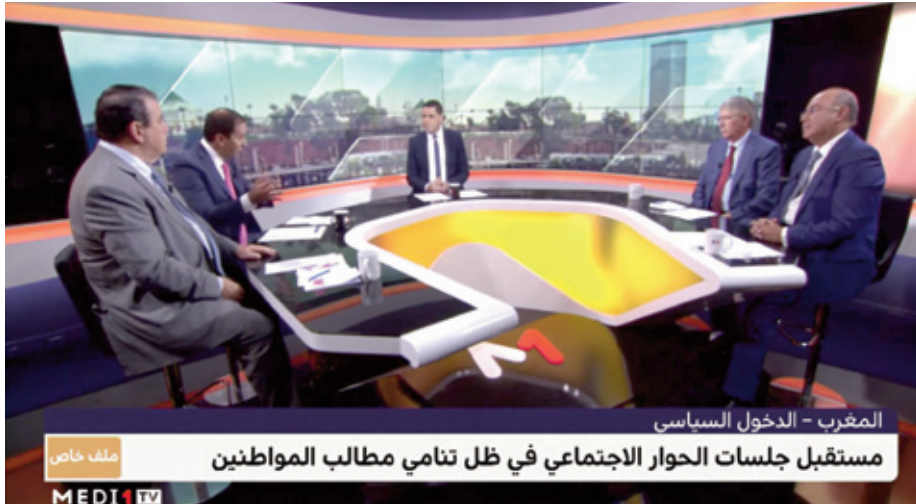 المغرب - الدخول السياسي
مستقبل جلسات الحوار الاجتماعي في ظل تنامي مطالب المواطنين
ملف خاص
MEDI1TV